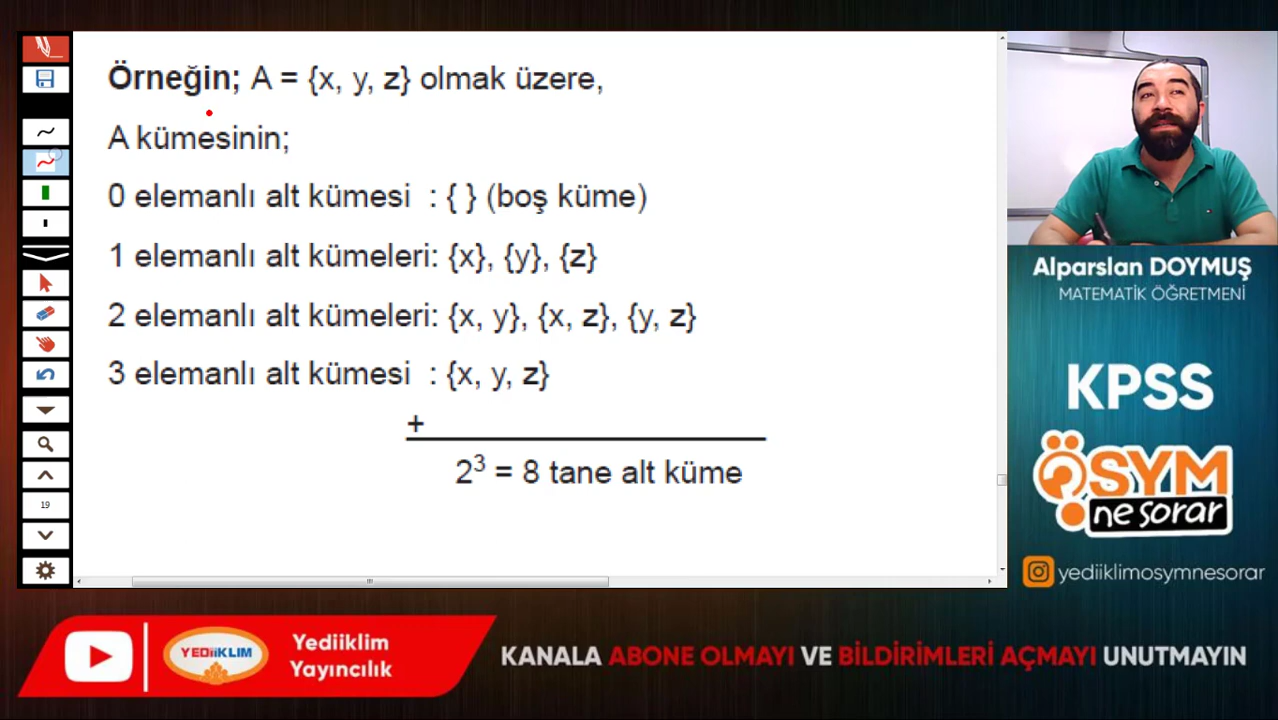 Örneğin; A = {x, y, z} olmak üzere,
A kümesinin;
0 elemanlı alt kümesi : { } (boş küme)
1 elemanlı alt kümeleri: {x}, {y}, {z}
2 elemanlı alt kümeleri: {x, y}, {x, z}, {y, z}
3 elemanlı alt kümesi : {x, y, z}
+
2³ = 8 tane alt küme
19
Alparslan DOYMUŞ
MATEMATİK ÖĞRETMENİ
KPSS
ÖSYM
ne sorar
yediiklimosymnesorar
YEDiiKLİM
Yediiklim
Yayıncılık
KANALA ABONE OLMAYI VE BİLDİRİMLERİ AÇMAYI UNUTMAYIN